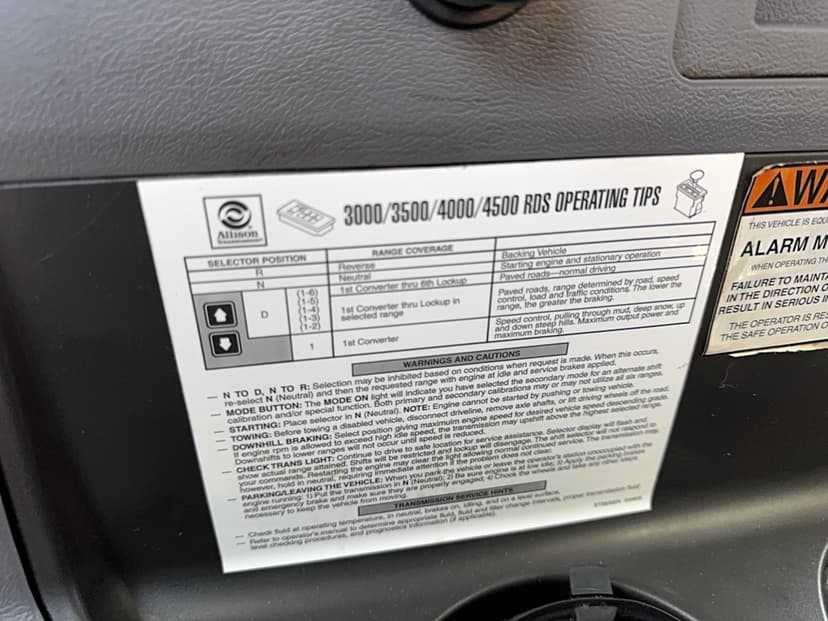 Allison
Transmission
3000/3500/4000/4500 RDS OPERATING TIPS
SELECTOR POSITION RANGE COVERAGE
R Reverse Backing Vehicle
N Neutral Starting engine and stationary operation
D (1-6) 1st Converter thru 6th Lockup Paved roads—normal driving
(1-5)
(1-4)
(1-3)
(1-2)
1st Converter thru Lockup in
selected range
Paved roads, range determined by road, speed
control, load and traffic conditions. The lower the
range, the greater the braking.
1 1st Converter
Speed control, pulling through mud, deep snow, up
and down steep hills. Maximum output power and
maximum braking.
WARNINGS AND CAUTIONS
— N TO D, N TO R: Selection may be inhibited based on conditions when request is made. When this occurs,
re-select N (Neutral) and then the requested range with engine at idle and service brakes applied.
— MODE BUTTON: The MODE ON light will indicate you have selected the secondary mode for an alternate shift
calibration and/or special function. Both primary and secondary calibrations may or may not utilize all six ranges.
— STARTING: Place selector in N (Neutral). NOTE: Engine cannot be started by pushing or towing vehicle.
— TOWING: Before towing a disabled vehicle, disconnect driveline, remove axle shafts, or lift driving wheels off the road.
— DOWNHILL BRAKING: Select position giving maximum engine speed for desired vehicle speed descending grade.
If engine rpm is allowed to exceed high idle speed, the transmission may upshift above the highest selected range.
Downshifts to lower ranges will not occur until speed is reduced.
— CHECK TRANS LIGHT: Continue to drive to safe location for service assistance. Selector display will flash and
show actual range attained. Shifts will be restricted and lockup will disengage. The shift selector will not respond to
your commands. Restarting the engine may clear the light allowing normal continued service. The transmission may,
however, hold in neutral, requiring immediate attention if the problem does not clear.
— PARKING/LEAVING THE VEHICLE: When you park the vehicle or leave the operator's station unoccupied with the
engine running: 1) Put the transmission in N (Neutral); 2) Be sure engine is at low idle; 3) Apply the parking brakes
and emergency brake and make sure they are properly engaged; 4) Chock the wheels and take any other steps
necessary to keep the vehicle from moving.
TRANSMISSION SERVICE HINTS
— Check fluid at operating temperature, in neutral, brakes on, idling, and on a level surface.
— Refer to operator's manual to determine appropriate fluid, fluid and filter change intervals, proper transmission fluid
level checking procedures, and prognostics information (if applicable).
WA
THIS VEHICLE IS EQU
ALARM M
WHEN OPERATING TH
FAILURE TO MAINTA
IN THE DIRECTION O
RESULT IN SERIOUS I
THE OPERATOR IS RES
THE SAFE OPERATION O